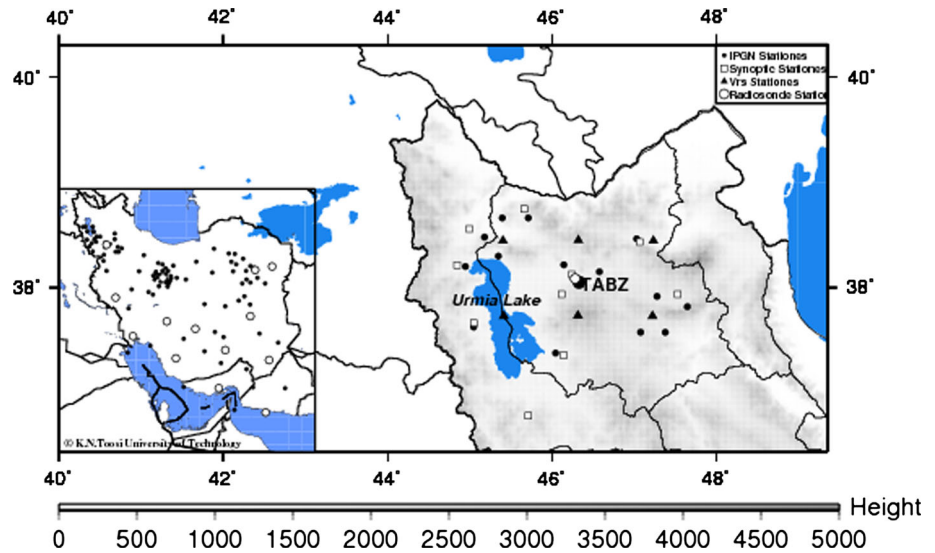 40° 42° 44° 46° 48°
IPGN Stationes
Synoptic Stationes
Vrs Stationes
Radiosonde Station
40° 40°
38° 38°
TABZ
Urmia Lake
© K.N.Toosi University of Technology
40° 42° 44° 46° 48°
Height
0 500 1000 1500 2000 2500 3000 3500 4000 4500 5000